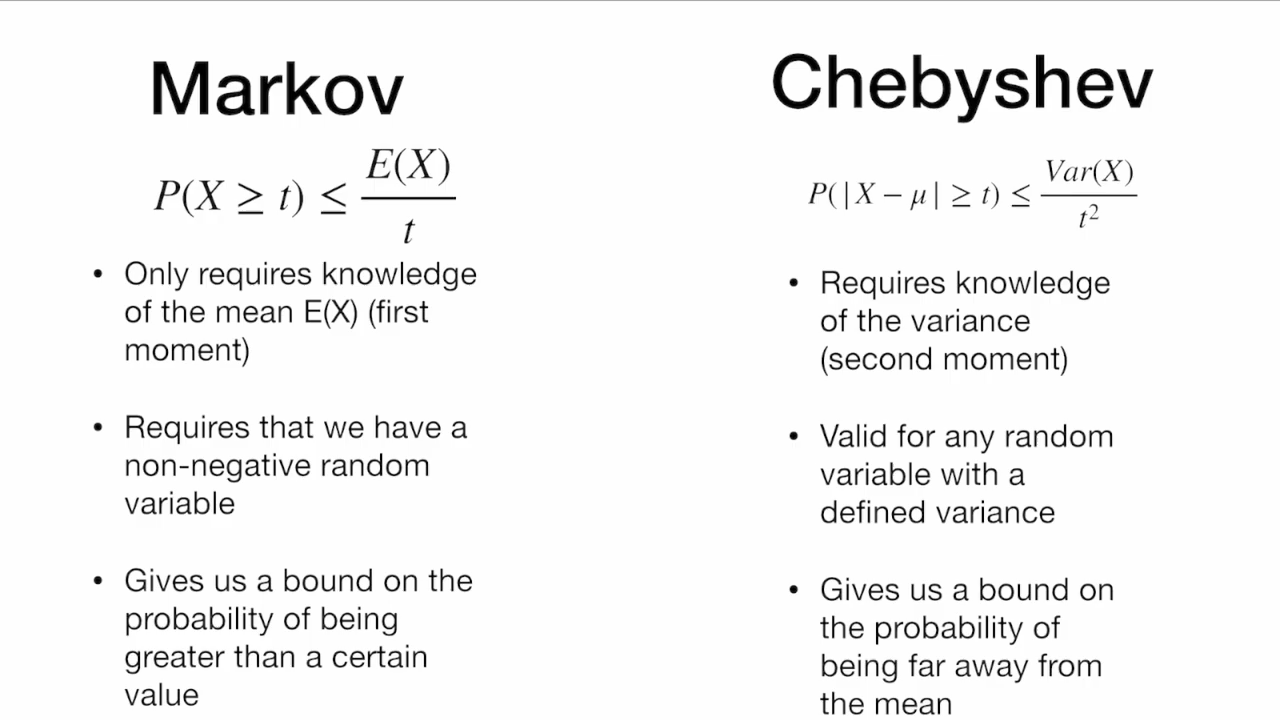 Markov
P(X ≥ t) ≤ E(X) / t
• Only requires knowledge
of the mean E(X) (first
moment)
• Requires that we have a
non-negative random
variable
• Gives us a bound on the
probability of being
greater than a certain
value
Chebyshev
P(|X − μ| ≥ t) ≤ Var(X) / t²
• Requires knowledge
of the variance
(second moment)
• Valid for any random
variable with a
defined variance
• Gives us a bound on
the probability of
being far away from
the mean